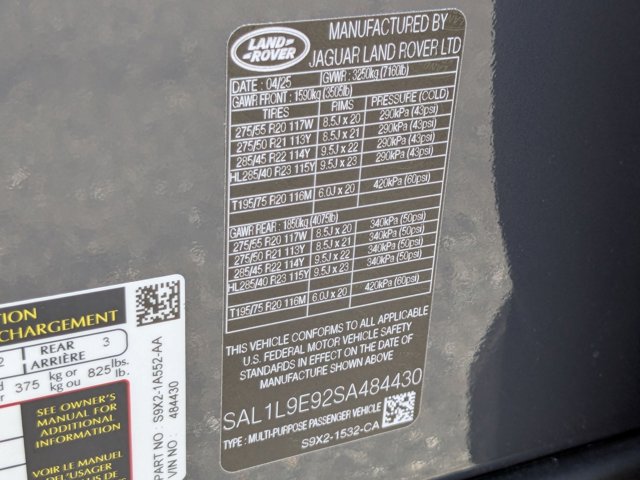 LAND
ROVER
MANUFACTURED BY
JAGUAR LAND ROVER LTD
DATE : 04/25 GVWR : 3250kg (7160lb)
GAWR FRONT : 1590kg (3505lb)
TIRES RIMS PRESSURE (COLD)
275/55 R20 117W 8.5J x 20 290kPa (43psi)
275/50 R21 113Y 8.5J x 21 290kPa (43psi)
285/45 R22 114Y 9.5J x 22 290kPa (43psi)
HL285/40 R23 115Y 9.5J x 23 290kPa (43psi)
T195/75 R20 116M 6.0J x 20 420kPa (60psi)
GAWR REAR : 1850kg (4075lb)
275/55 R20 117W 8.5J x 20 340kPa (50psi)
275/50 R21 113Y 8.5J x 21 340kPa (50psi)
285/45 R22 114Y 9.5J x 22 340kPa (50psi)
HL285/40 R23 115Y 9.5J x 23 340kPa (50psi)
T195/75 R20 116M 6.0J x 20 420kPa (60psi)
THIS VEHICLE CONFORMS TO ALL APPLICABLE
U.S. FEDERAL MOTOR VEHICLE SAFETY
STANDARDS IN EFFECT ON THE DATE OF
MANUFACTURE SHOWN ABOVE
SAL1L9E92SA484430
TYPE : MULTI-PURPOSE PASSENGER VEHICLE
S9X2-1532-CA
CHARGEMENT
2 REAR 3
ARRIÈRE
375 kg or 825 lbs.
kg ou lb.
SEE OWNER'S
MANUAL FOR
ADDITIONAL
INFORMATION
VOIR LE MANUEL
DE L'USAGER
S9X2-1A552-AA
VIN NO : 484430